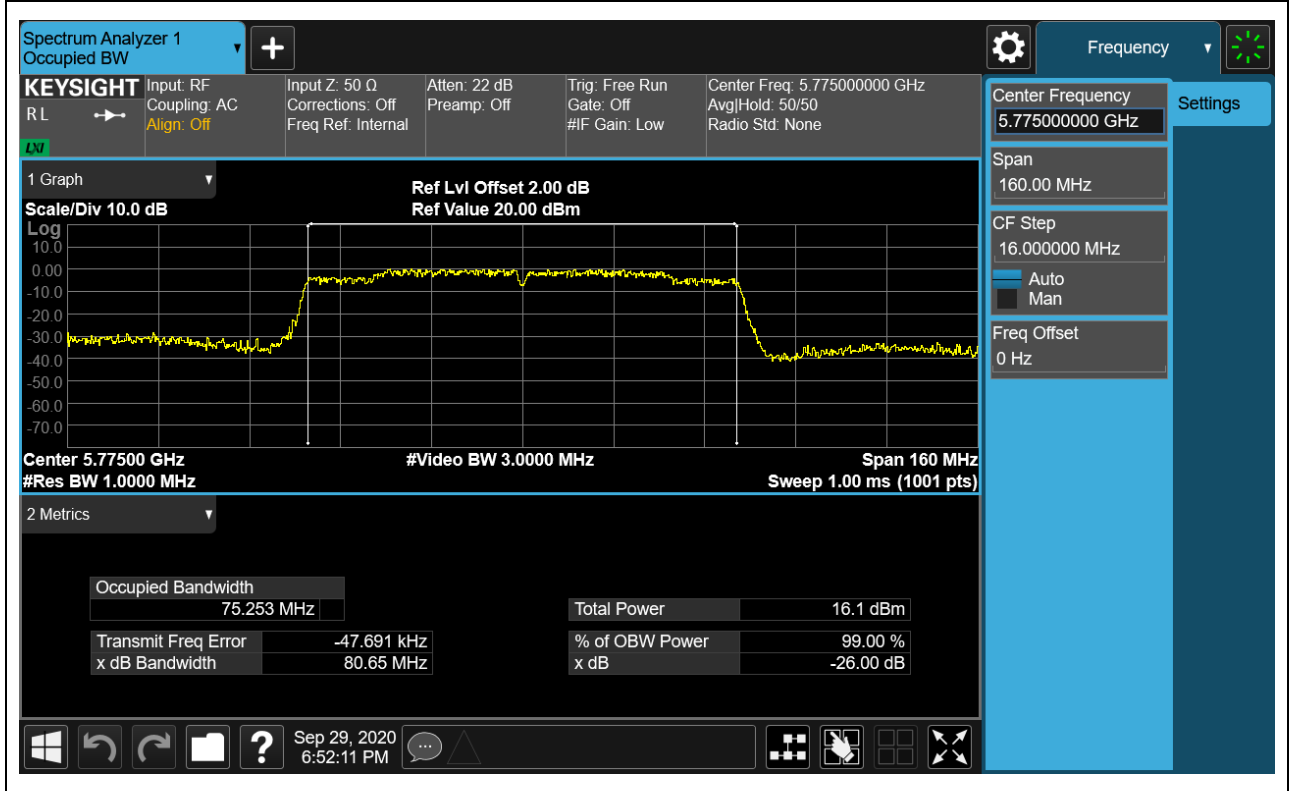 Spectrum Analyzer 1
Occupied BW
Frequency
KEYSIGHT
R L
LXI
Input: RF
Coupling: AC
Align: Off
Input Z: 50 Ω
Corrections: Off
Freq Ref: Internal
Atten: 22 dB
Preamp: Off
Trig: Free Run
Gate: Off
#IF Gain: Low
Center Freq: 5.775000000 GHz
Avg|Hold: 50/50
Radio Std: None
Center Frequency
5.775000000 GHz
Settings
Span
160.00 MHz
CF Step
16.000000 MHz
Auto
Man
Freq Offset
0 Hz
1 Graph
Scale/Div 10.0 dB
Ref Lvl Offset 2.00 dB
Ref Value 20.00 dBm
Log
10.0
0.00
-10.0
-20.0
-30.0
-40.0
-50.0
-60.0
-70.0
Center 5.77500 GHz
#Video BW 3.0000 MHz
Span 160 MHz
#Res BW 1.0000 MHz
Sweep 1.00 ms (1001 pts)
2 Metrics
Occupied Bandwidth
75.253 MHz
Total Power 16.1 dBm
Transmit Freq Error -47.691 kHz
% of OBW Power 99.00 %
x dB Bandwidth 80.65 MHz
x dB -26.00 dB
?
Sep 29, 2020
6:52:11 PM